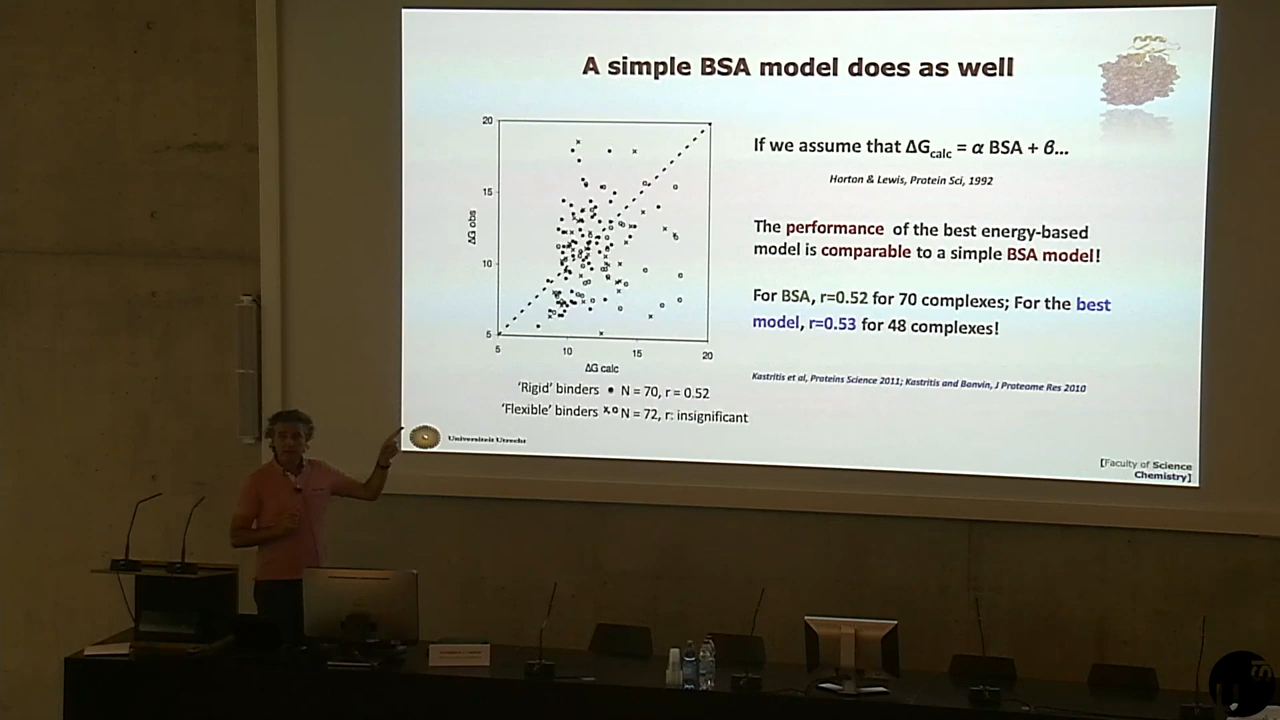 A simple BSA model does as well
20
15
10
5
5
10
15
20
ΔG obs
ΔG calc
'Rigid' binders • N = 70, r = 0.52
'Flexible' binders x,o N = 72, r: insignificant
If we assume that ΔGcalc = α BSA + β...
Horton & Lewis, Protein Sci, 1992
The performance of the best energy-based
model is comparable to a simple BSA model!
For BSA, r=0.52 for 70 complexes; For the best
model, r=0.53 for 48 complexes!
Kastritis et al, Proteins Science 2011; Kastritis and Bonvin, J Proteome Res 2010
Universiteit Utrecht
[Faculty of Science
Chemistry]